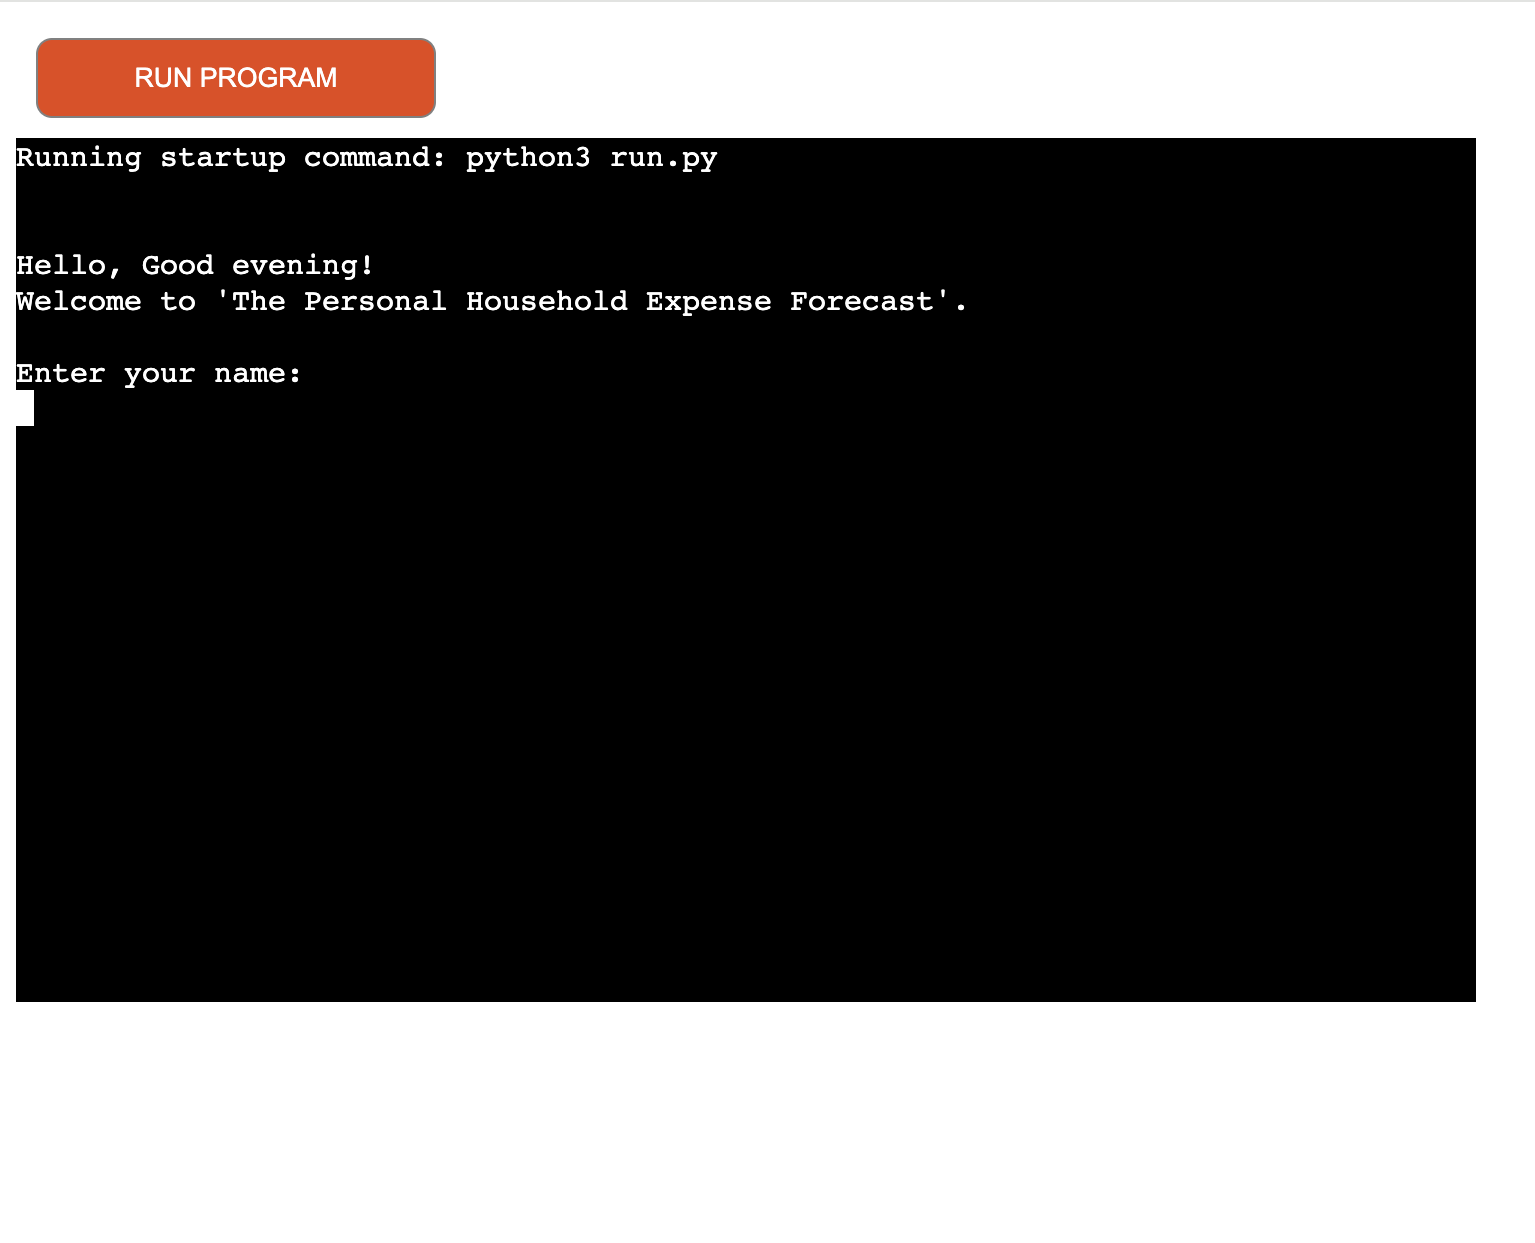 RUN PROGRAM
Running startup command: python3 run.py
Hello, Good evening!
Welcome to 'The Personal Household Expense Forecast'.
Enter your name: